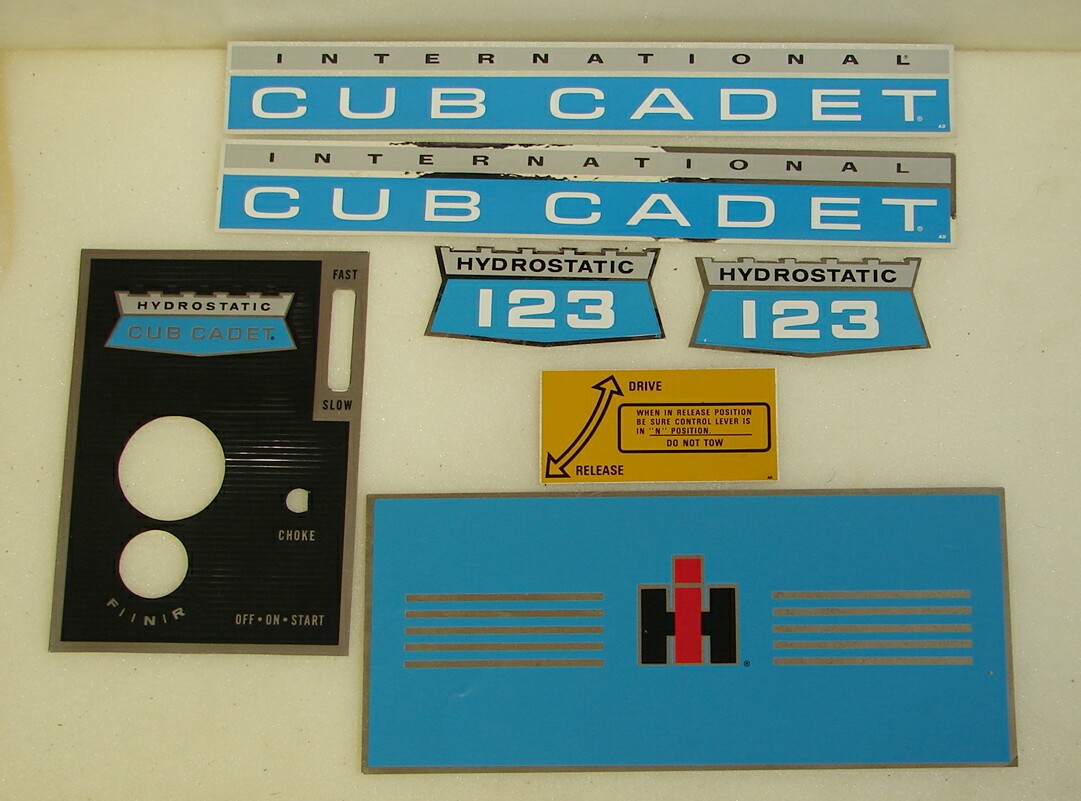 INTERNATIONAL®
CUB CADET®
INTERNATIONAL
CUB CADET®
HYDROSTATIC
123
HYDROSTATIC
123
FAST
HYDROSTATIC
CUB CADET®
SLOW
CHOKE
OFF•ON•START
DRIVE
WHEN IN RELEASE POSITION
BE SURE CONTROL LEVER IS
IN "N" POSITION.
DO NOT TOW
RELEASE
IH®